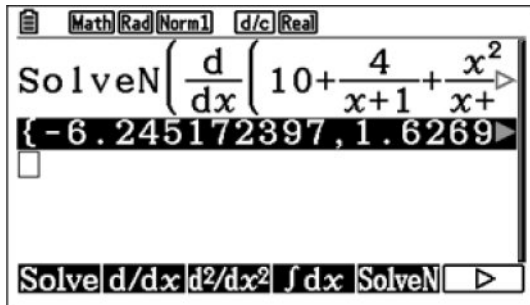 Math Rad Norm1 d/c Real
SolveN(d/dx(10+4/(x+1)+x²/(x+
{-6.245172397,1.6269
Solve d/dx d²/dx² ∫dx SolveN ▷